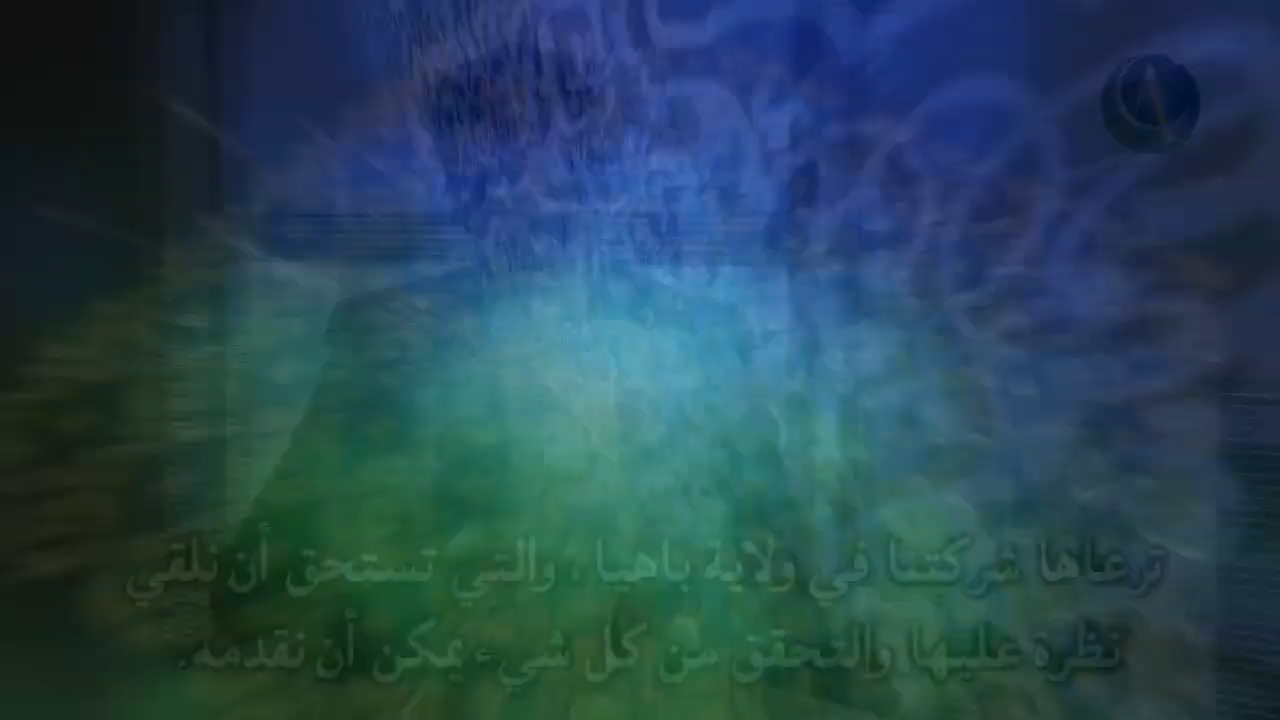 ترعاها شركتنا في ولاية باهيا ، والتي تستحق أن نلقي
نظرة عليها والتحقق من كل شيء يمكن أن نقدمه.